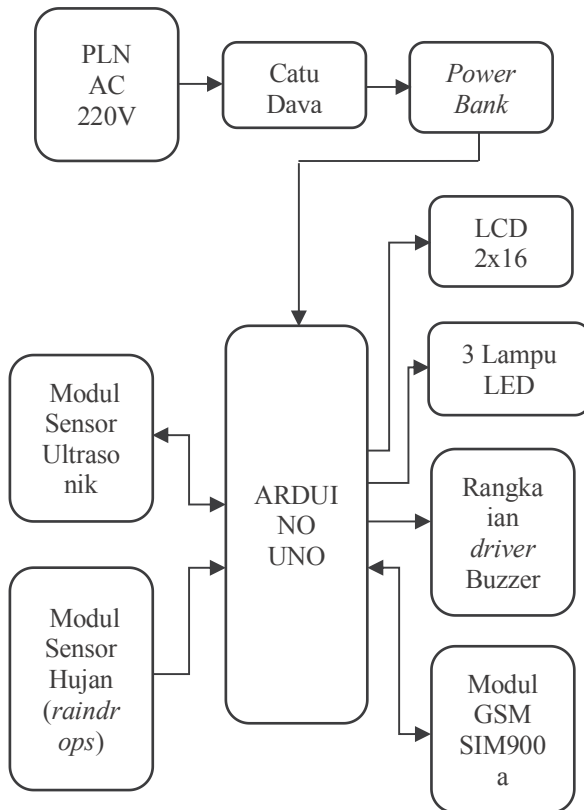 PLN
AC
220V
Catu
Dava
Power
Bank
LCD
2x16
3 Lampu
LED
Modul
Sensor
Ultraso
nik
ARDUI
NO
UNO
Rangka
ian
driver
Buzzer
Modul
Sensor
Hujan
(raindr
ops)
Modul
GSM
SIM900
a